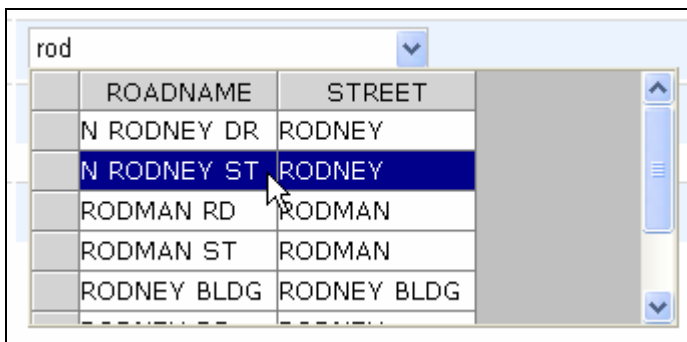 rod
ROADNAME STREET
N RODNEY DR RODNEY
N RODNEY ST RODNEY
RODMAN RD RODMAN
RODMAN ST RODMAN
RODNEY BLDG RODNEY BLDG